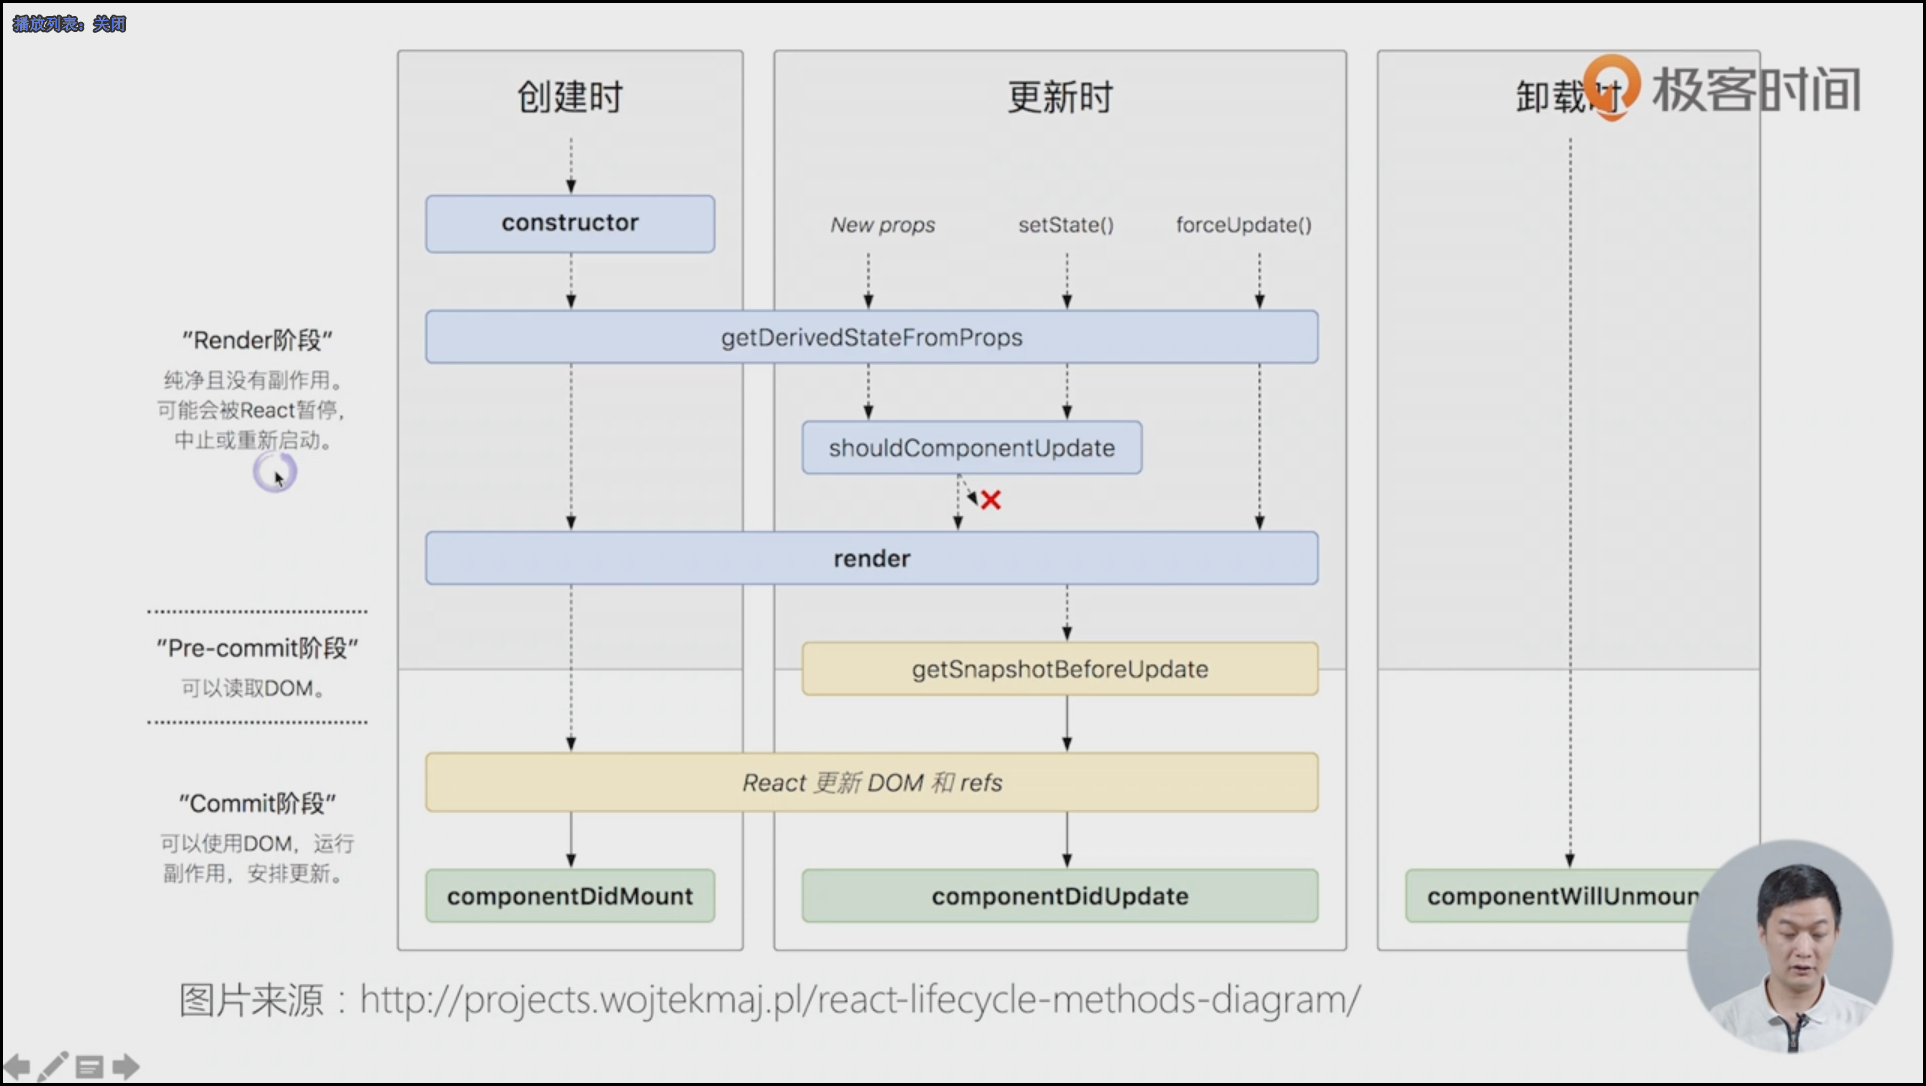 播放列表：关闭
极客时间
创建时
更新时
卸载时
constructor
New props
setState()
forceUpdate()
"Render阶段"
纯净且没有副作用。
可能会被React暂停，
中止或重新启动。
getDerivedStateFromProps
shouldComponentUpdate
render
"Pre-commit阶段"
可以读取DOM。
getSnapshotBeforeUpdate
"Commit阶段"
可以使用DOM，运行
副作用，安排更新。
React 更新 DOM 和 refs
componentDidMount
componentDidUpdate
componentWillUnmoun
图片来源：http://projects.wojtekmaj.pl/react-lifecycle-methods-diagram/